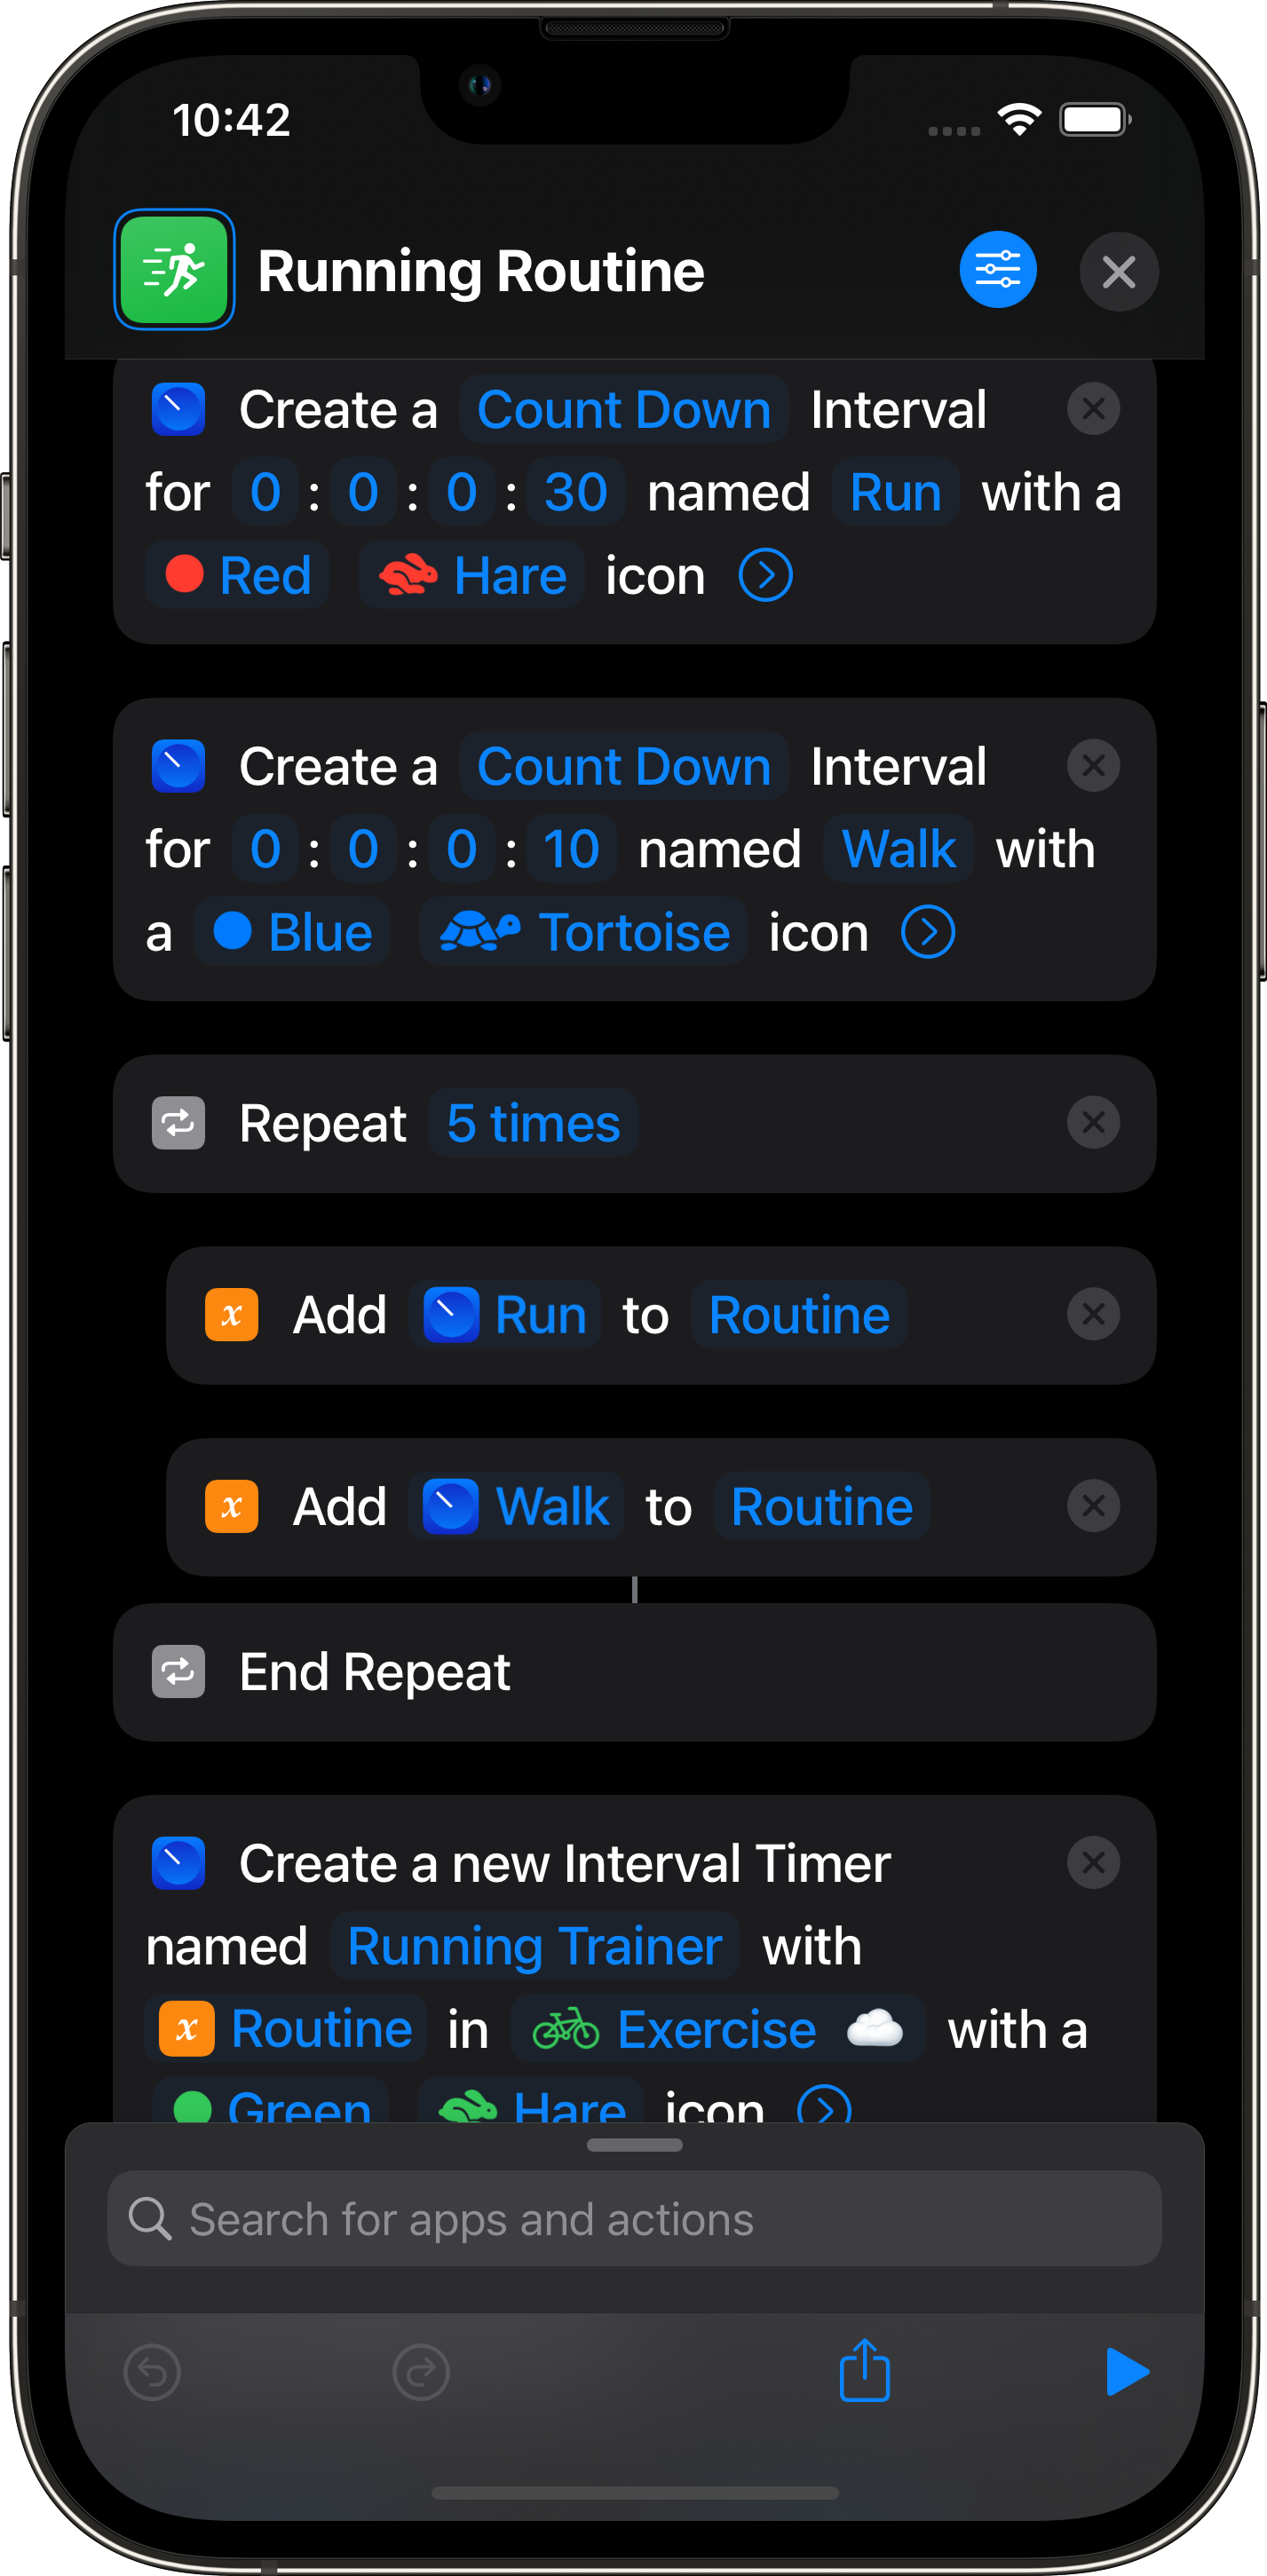 10:42
Running Routine
Create a Count Down Interval
for 0 : 0 : 0 : 30 named Run with a
Red Hare icon
Create a Count Down Interval
for 0 : 0 : 0 : 10 named Walk with
a Blue Tortoise icon
Repeat 5 times
x Add Run to Routine
x Add Walk to Routine
End Repeat
Create a new Interval Timer
named Running Trainer with
x Routine in Exercise with a
Green Hare icon
Search for apps and actions